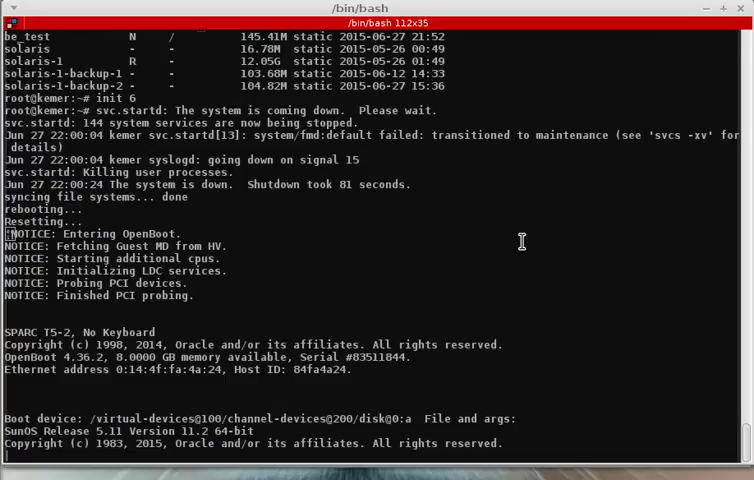 /bin/bash
/bin/bash 112x35
be_test N / 145.41M static 2015-06-27 21:52
solaris - - 16.78M static 2015-05-26 00:49
solaris-1 R - 12.05G static 2015-05-26 01:49
solaris-1-backup-1 - - 103.68M static 2015-06-12 14:33
solaris-1-backup-2 - - 104.82M static 2015-06-27 15:36
root@kemer:~# init 6
root@kemer:~# svc.startd: The system is coming down.  Please wait.
svc.startd: 144 system services are now being stopped.
Jun 27 22:00:04 kemer svc.startd[13]: system/fmd:default failed: transitioned to maintenance (see 'svcs -xv' for
details)
Jun 27 22:00:04 kemer syslogd: going down on signal 15
svc.startd: Killing user processes.
Jun 27 22:00:24 The system is down.  Shutdown took 81 seconds.
syncing file systems... done
rebooting...
Resetting...
NOTICE: Entering OpenBoot.
NOTICE: Fetching Guest MD from HV.
NOTICE: Starting additional cpus.
NOTICE: Initializing LDC services.
NOTICE: Probing PCI devices.
NOTICE: Finished PCI probing.
SPARC T5-2, No Keyboard
Copyright (c) 1998, 2014, Oracle and/or its affiliates. All rights reserved.
OpenBoot 4.36.2, 8.0000 GB memory available, Serial #83511844.
Ethernet address 0:14:4f:fa:4a:24, Host ID: 84fa4a24.
Boot device: /virtual-devices@100/channel-devices@200/disk@0:a  File and args:
SunOS Release 5.11 Version 11.2 64-bit
Copyright (c) 1983, 2015, Oracle and/or its affiliates. All rights reserved.